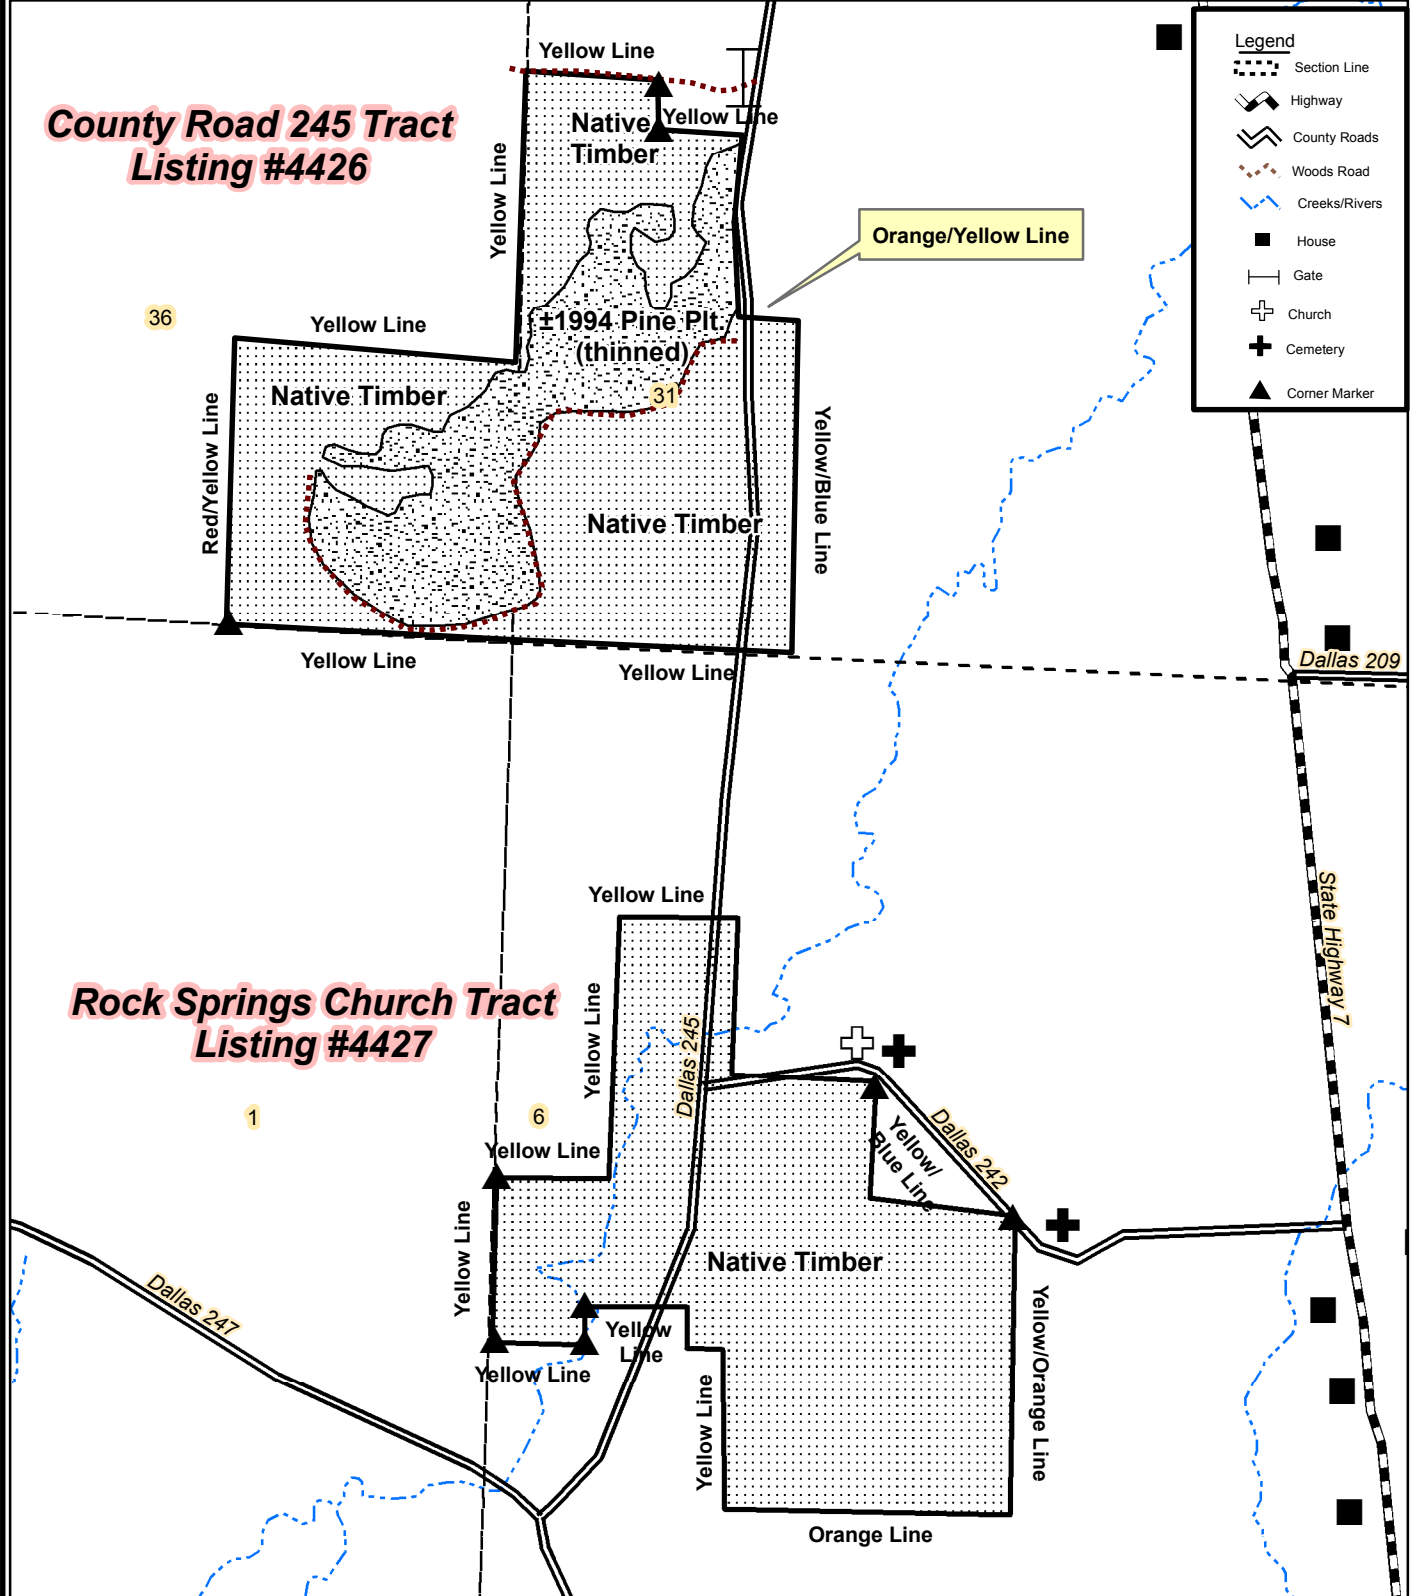 Yellow Line
Legend
Section Line
Highway
County Roads
Woods Road
Creeks/Rivers
House
Gate
Church
Cemetery
Corner Marker
County Road 245 Tract
Listing #4426
Native
Timber
Yellow Line
Yellow Line
Orange/Yellow Line
36
Yellow Line
±1994 Pine Plt.
(thinned)
Native Timber
31
Red/Yellow Line
Yellow/Blue Line
Native Timber
Yellow Line
Yellow Line
Dallas 209
State Highway 7
Yellow Line
Rock Springs Church Tract
Listing #4427
Yellow Line
Dallas 245
1
6
Yellow Line
Yellow/
Blue Line
Dallas 242
Yellow Line
Native Timber
Dallas 247
Yellow
Line
Yellow Line
Yellow Line
Yellow/Orange Line
Orange Line